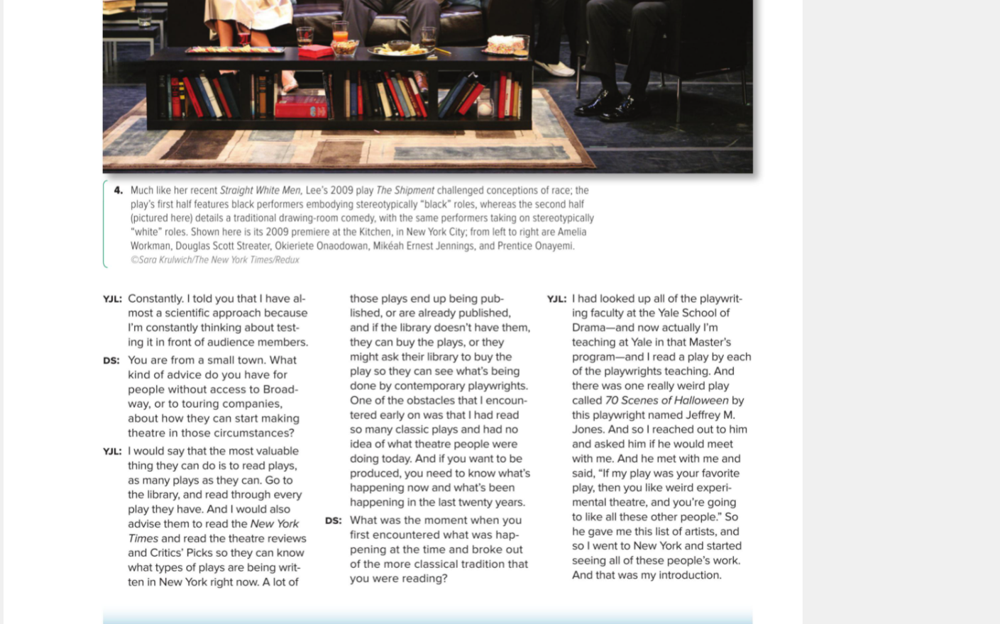 4. Much like her recent Straight White Men, Lee's 2009 play The Shipment challenged conceptions of race; the
play's first half features black performers embodying stereotypically "black" roles, whereas the second half
(pictured here) details a traditional drawing-room comedy, with the same performers taking on stereotypically
"white" roles. Shown here is its 2009 premiere at the Kitchen, in New York City; from left to right are Amelia
Workman, Douglas Scott Streater, Okieriete Onaodowan, Mikéah Ernest Jennings, and Prentice Onayemi.
©Sara Krulwich/The New York Times/Redux
YJL: Constantly. I told you that I have al-
most a scientific approach because
I'm constantly thinking about test-
ing it in front of audience members.
DS: You are from a small town. What
kind of advice do you have for
people without access to Broad-
way, or to touring companies,
about how they can start making
theatre in those circumstances?
YJL: I would say that the most valuable
thing they can do is to read plays,
as many plays as they can. Go to
the library, and read through every
play they have. And I would also
advise them to read the New York
Times and read the theatre reviews
and Critics' Picks so they can know
what types of plays are being writ-
ten in New York right now. A lot of
those plays end up being pub-
lished, or are already published,
and if the library doesn't have them,
they can buy the plays, or they
might ask their library to buy the
play so they can see what's being
done by contemporary playwrights.
One of the obstacles that I encoun-
tered early on was that I had read
so many classic plays and had no
idea of what theatre people were
doing today. And if you want to be
produced, you need to know what's
happening now and what's been
happening in the last twenty years.
DS: What was the moment when you
first encountered what was hap-
pening at the time and broke out
of the more classical tradition that
you were reading?
YJL: I had looked up all of the playwrit-
ing faculty at the Yale School of
Drama—and now actually I'm
teaching at Yale in that Master's
program—and I read a play by each
of the playwrights teaching. And
there was one really weird play
called 70 Scenes of Halloween by
this playwright named Jeffrey M.
Jones. And so I reached out to him
and asked him if he would meet
with me. And he met with me and
said, "If my play was your favorite
play, then you like weird experi-
mental theatre, and you're going
to like all these other people." So
he gave me this list of artists, and
so I went to New York and started
seeing all of these people's work.
And that was my introduction.